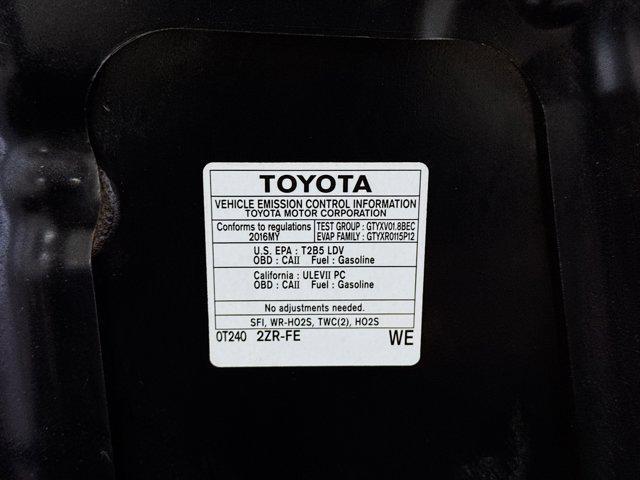 TOYOTA
VEHICLE EMISSION CONTROL INFORMATION
TOYOTA MOTOR CORPORATION
Conforms to regulations
2016MY
TEST GROUP : GTYXV01.8BEC
EVAP FAMILY : GTYXR0115P12
U.S. EPA : T2B5 LDV
OBD : CAII Fuel : Gasoline
California : ULEVII PC
OBD : CAII Fuel : Gasoline
No adjustments needed.
SFI, WR-HO2S, TWC(2), HO2S
0T240 2ZR-FE WE